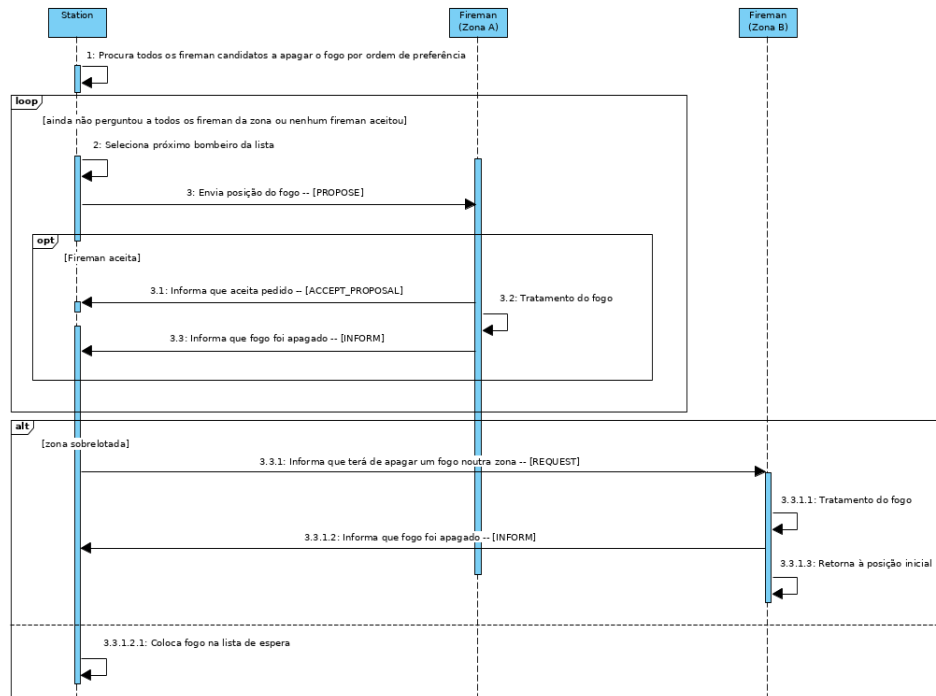 Station
Fireman
(Zona A)
Fireman
(Zona B)
1: Procura todos os fireman candidatos a apagar o fogo por ordem de preferência
loop
[ainda não perguntou a todos os fireman da zona ou nenhum fireman aceitou]
2: Seleciona próximo bombeiro da lista
3: Envia posição do fogo -- [PROPOSE]
opt
[Fireman aceita]
3.1: Informa que aceita pedido -- [ACCEPT_PROPOSAL]
3.2: Tratamento do fogo
3.3: Informa que fogo foi apagado -- [INFORM]
alt
[zona sobrelotada]
3.3.1: Informa que terá de apagar um fogo noutra zona -- [REQUEST]
3.3.1.1: Tratamento do fogo
3.3.1.2: Informa que fogo foi apagado -- [INFORM]
3.3.1.3: Retorna à posição inicial
3.3.1.2.1: Coloca fogo na lista de espera